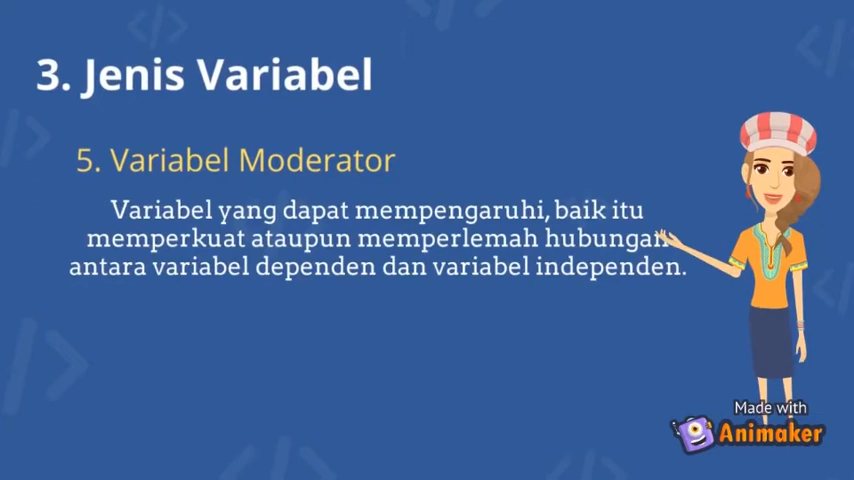 3. Jenis Variabel
5. Variabel Moderator
Variabel yang dapat mempengaruhi, baik itu
memperkuat ataupun memperlemah hubungan
antara variabel dependen dan variabel independen.
Made with
Animaker